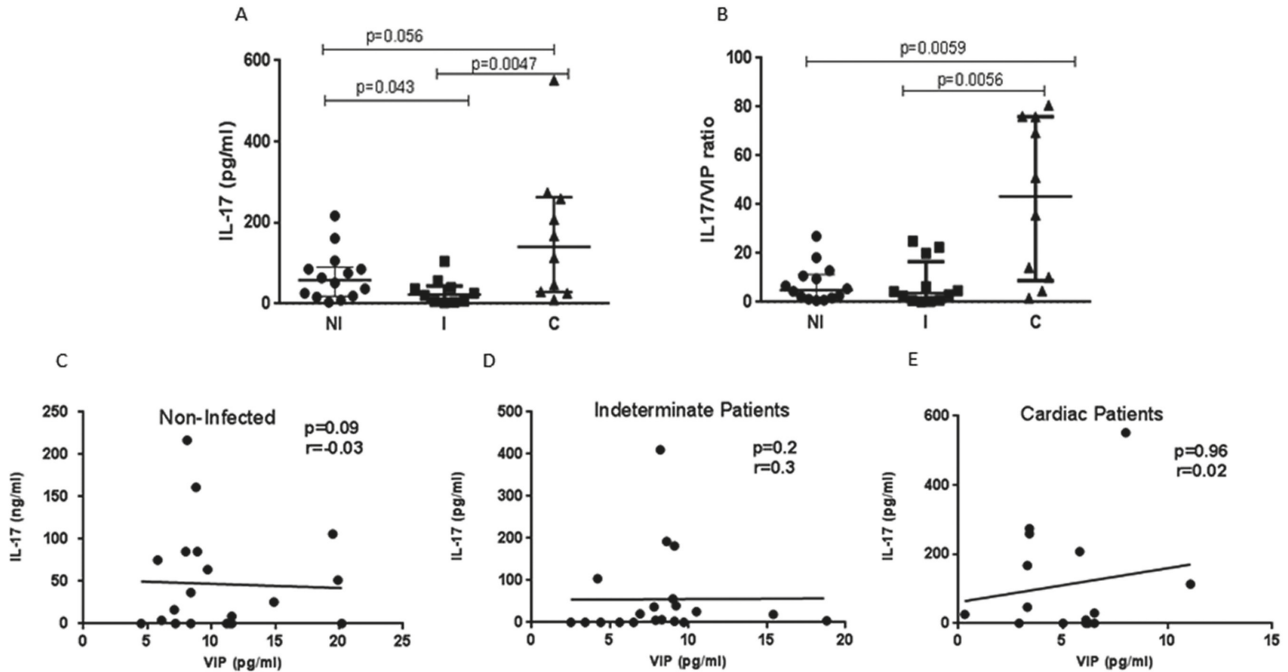 A
p=0.056
p=0.0047
p=0.043
IL-17 (pg/ml)
600
400
200
0
NI I C
B
p=0.0059
p=0.0056
IL17/VIP ratio
100
80
60
40
20
0
NI I C
C
Non-Infected
p=0.09
r=-0.03
IL-17 (ng/ml)
250
200
150
100
50
0
0 5 10 15 20 25
VIP (pg/ml)
D
Indeterminate Patients
p=0.2
r=0.3
IL-17 (pg/ml)
500
400
300
200
100
0
0 5 10 15 20
VIP (pg/ml)
E
Cardiac Patients
p=0.96
r=0.02
IL-17 (pg/ml)
600
400
200
0
0 5 10 15
VIP (pg/ml)